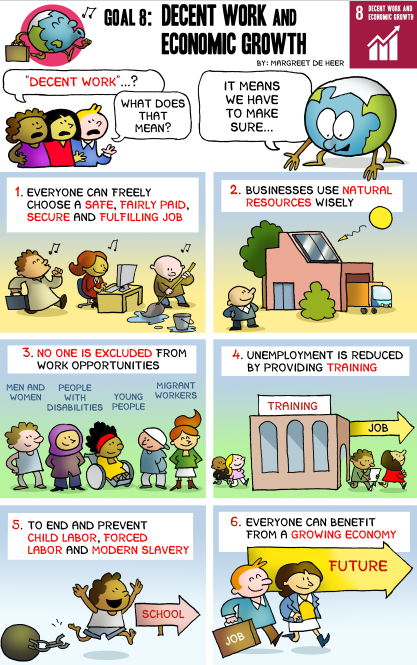 GOAL 8: DECENT WORK AND
ECONOMIC GROWTH
BY: MARGREET DE HEER
8 DECENT WORK AND
ECONOMIC GROWTH
"DECENT WORK"...?
WHAT DOES
THAT
MEAN?
IT MEANS
WE HAVE
TO MAKE
SURE...
1. EVERYONE CAN FREELY
CHOOSE A SAFE, FAIRLY PAID,
SECURE AND FULFILLING JOB
2. BUSINESSES USE NATURAL
RESOURCES WISELY
3. NO ONE IS EXCLUDED FROM
WORK OPPORTUNITIES
MEN AND
WOMEN
PEOPLE
WITH
DISABILITIES
YOUNG
PEOPLE
MIGRANT
WORKERS
4. UNEMPLOYMENT IS REDUCED
BY PROVIDING TRAINING
TRAINING
JOB
5. TO END AND PREVENT
CHILD LABOR, FORCED
LABOR AND MODERN SLAVERY
SCHOOL
6. EVERYONE CAN BENEFIT
FROM A GROWING ECONOMY
FUTURE
JOB